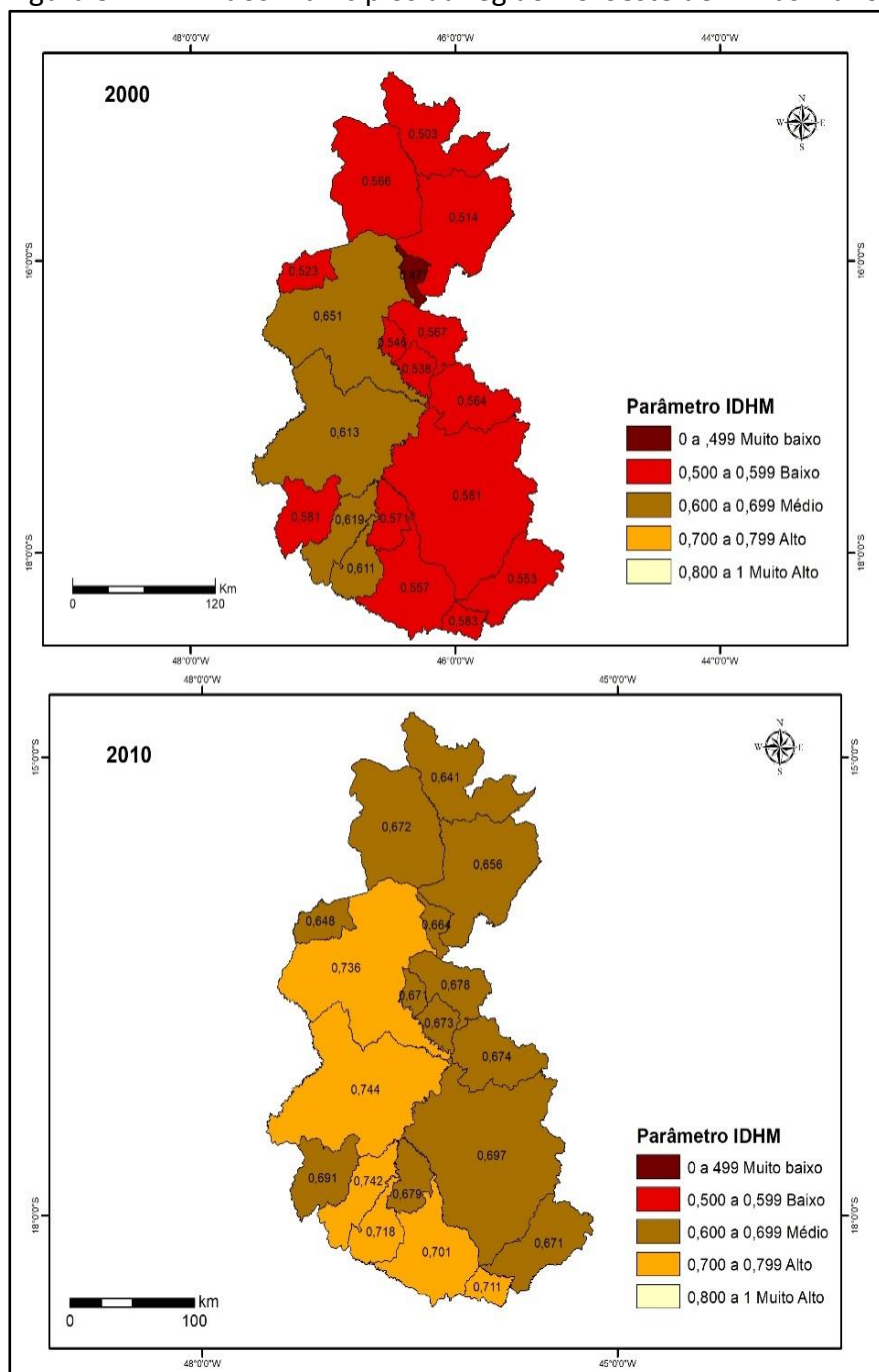 48°0'0"W 46°0'0"W 44°0'0"W
2000
N
W E
S
0,503
0,566
0,514
16°0'0"S 16°0'0"S
0,523
0,651
0,567
0,546
0,538
0,564
0,613
Parâmetro IDHM
0 a ,499 Muito baixo
0,500 a 0,599 Baixo
0,600 a 0,699 Médio
0,700 a 0,799 Alto
0,800 a 1 Muito Alto
0,581
0,581
0,619
0,571
18°0'0"S 18°0'0"S
0,611
0,557
0,553
0,583
Km
0 120
48°0'0"W 46°0'0"W 44°0'0"W
48°0'0"W 45°0'0"W
2010
N
W E
S
15°0'0"S 15°0'0"S
0,641
0,672
0,656
0,648
0,664
0,736
0,678
0,671
0,673
0,674
0,744
0,697
Parâmetro IDHM
0 a 499 Muito baixo
0,500 a 0,599 Baixo
0,600 a 0,699 Médio
0,700 a 0,799 Alto
0,800 a 1 Muito Alto
0,691
0,742
0,679
18°0'0"S 18°0'0"S
0,718
0,701
0,671
0,711
km
0 100
48°0'0"W 45°0'0"W